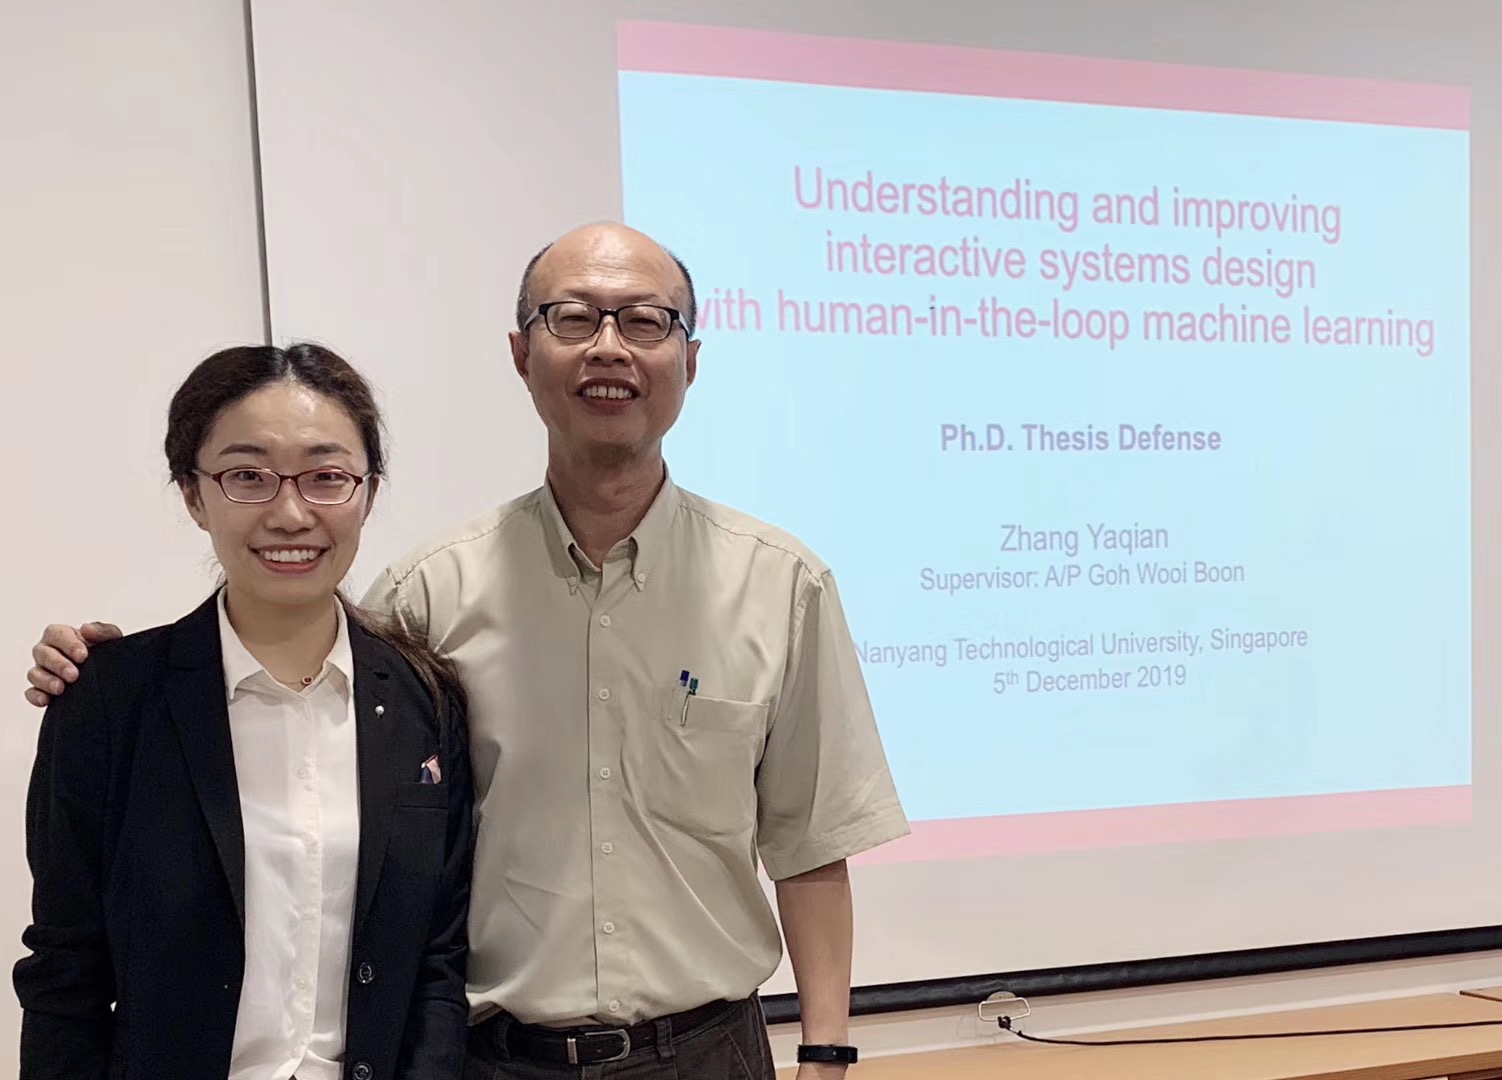 Understanding and improving
interactive systems design
with human-in-the-loop machine learning
Ph.D. Thesis Defense
Zhang Yaqian
Supervisor: A/P Goh Wooi Boon
Nanyang Technological University, Singapore
5th December 2019